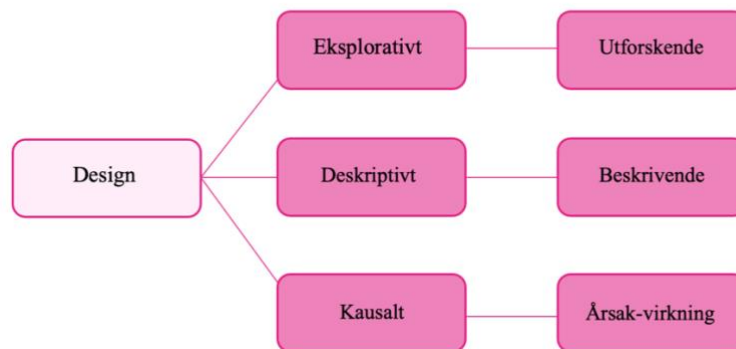 Eksplorativt
Utforskende
Design
Deskriptivt
Beskrivende
Kausalt
Årsak-virkning